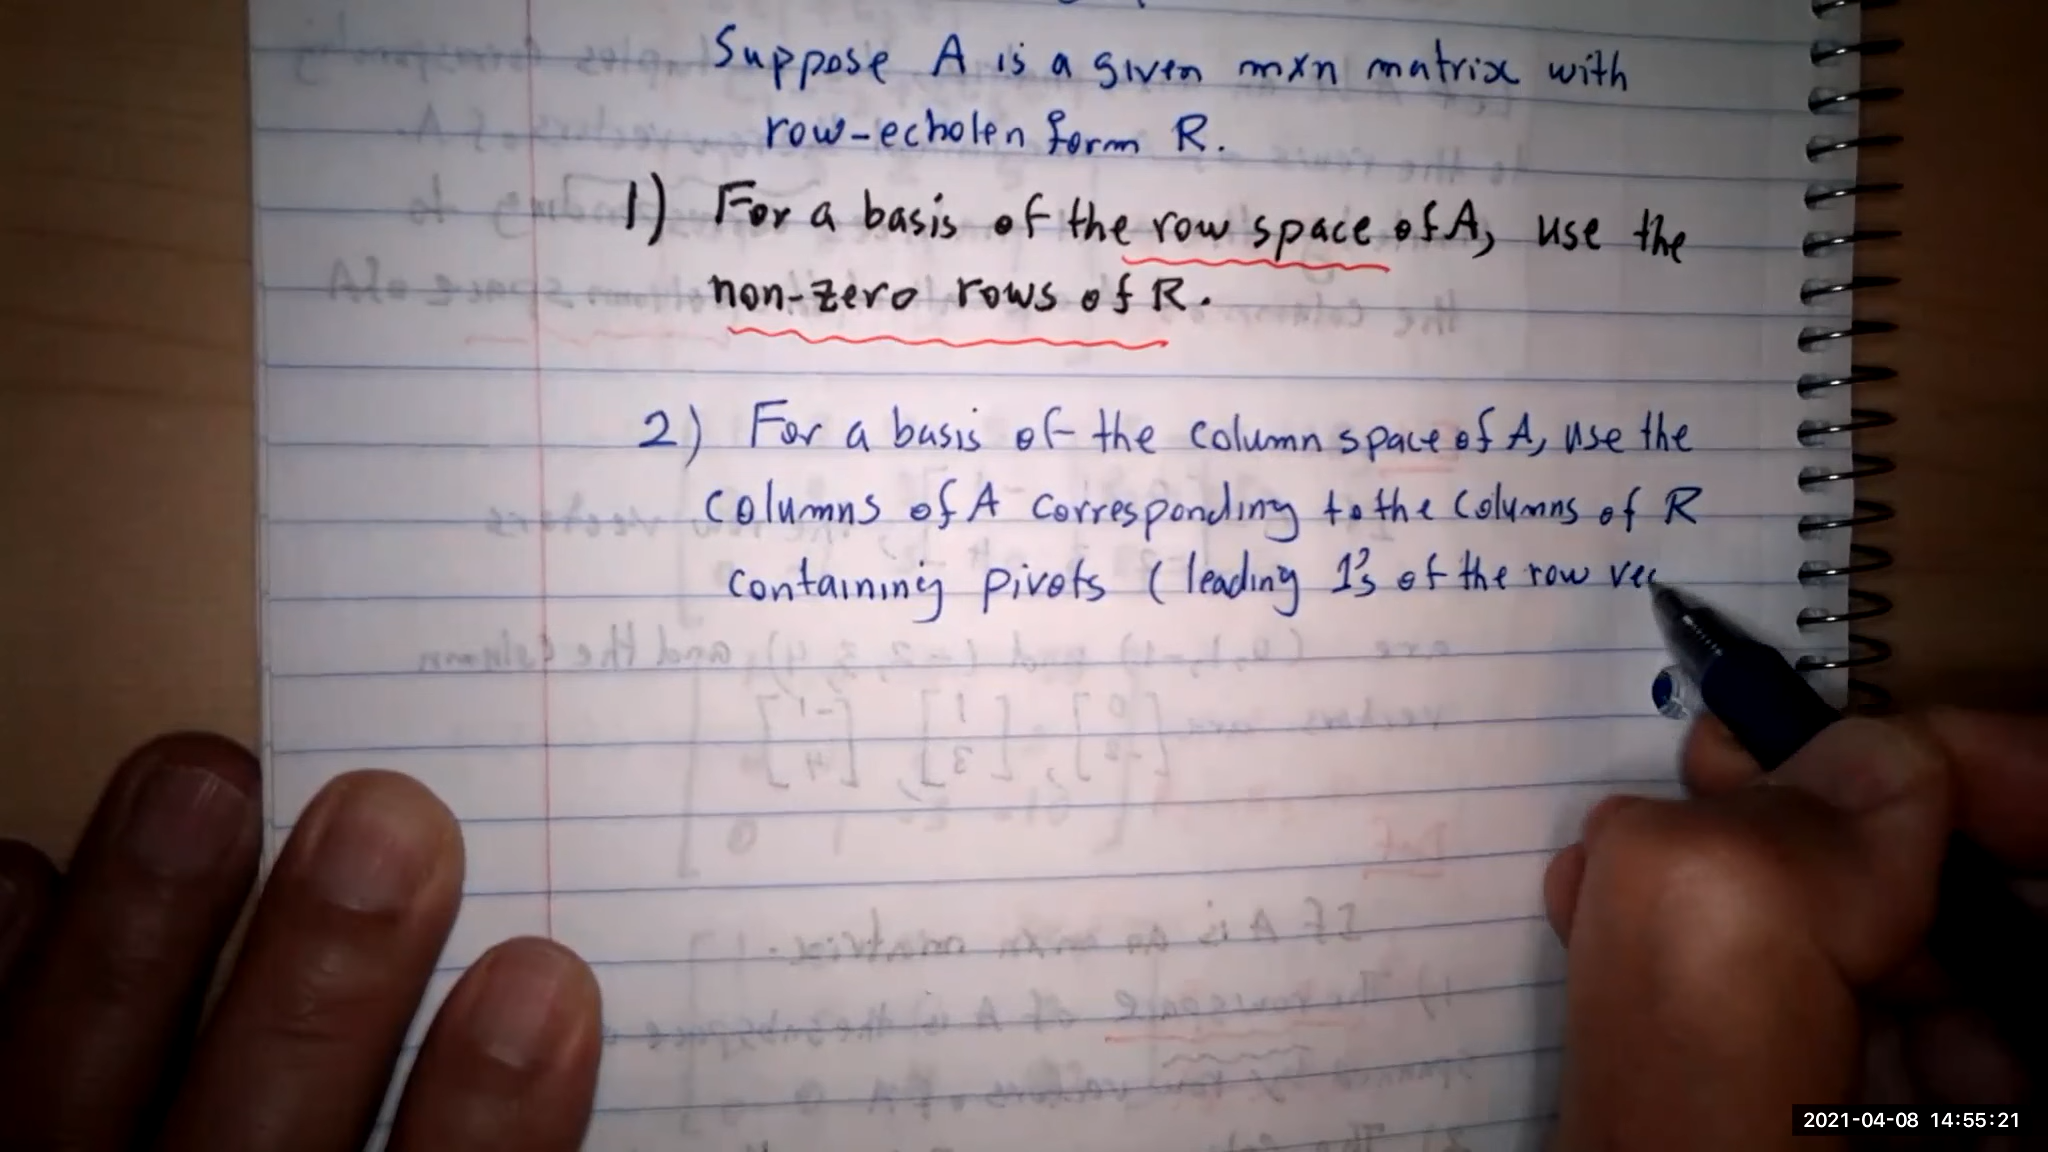 Suppose A is a given mxn matrix with
row-echolen form R.
1) For a basis of the row space of A, use the
non-zero rows of R.
2) For a basis of the column space of A, use the
columns of A corresponding to the columns of R
containing pivots (leading 1's of the row vec
2021-04-08 14:55:21